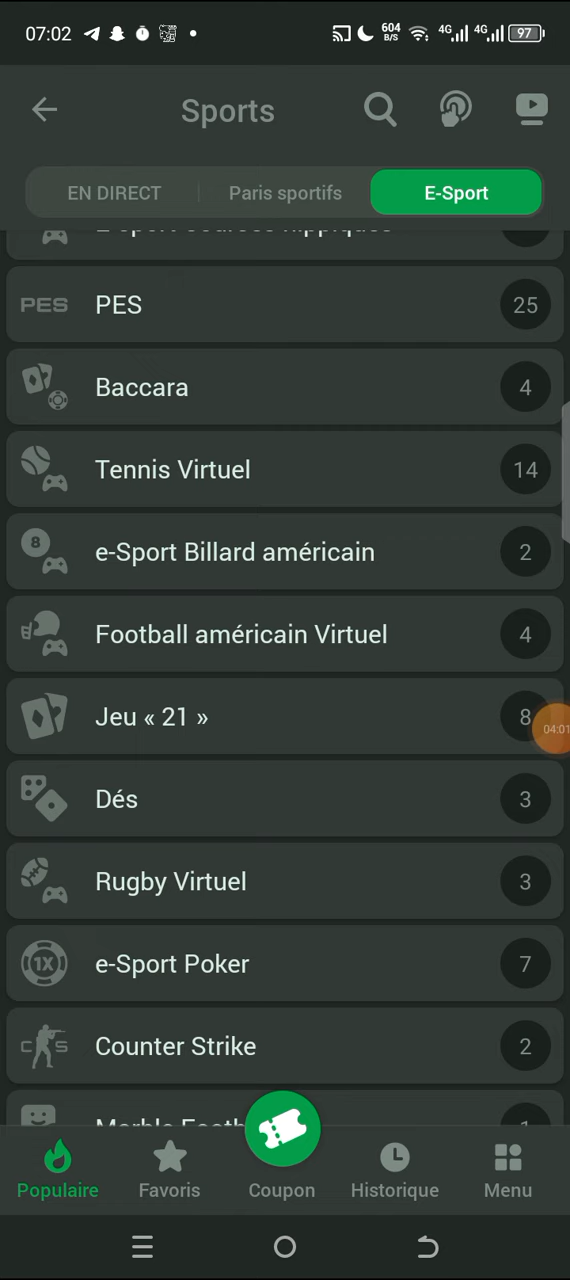 07:02
604
B/S
4G
4G
97
Sports
EN DIRECT
Paris sportifs
E-Sport
PES
PES
25
Baccara
4
Tennis Virtuel
14
8
e-Sport Billard américain
2
Football américain Virtuel
4
Jeu « 21 »
8
04:01
Dés
3
Rugby Virtuel
3
1X
e-Sport Poker
7
CS
Counter Strike
2
Populaire
Favoris
Coupon
Historique
Menu